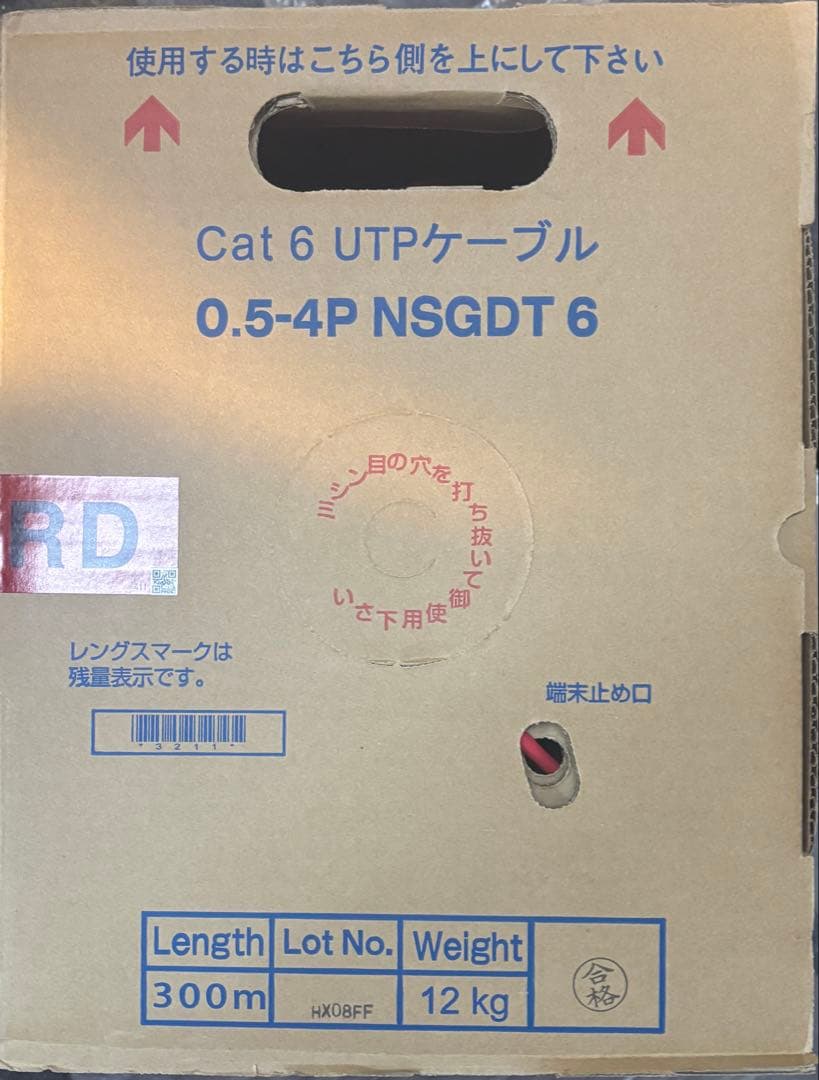 使用する時はこちら側を上にして下さい
Cat 6 UTPケーブル
0.5-4P NSGDT 6
ミシン目の穴を打ち抜いて御使用下さい
RD
レングスマークは
残量表示です。
*3211*
端末止め口
Length Lot No. Weight
300m HX08FF 12 kg
合格